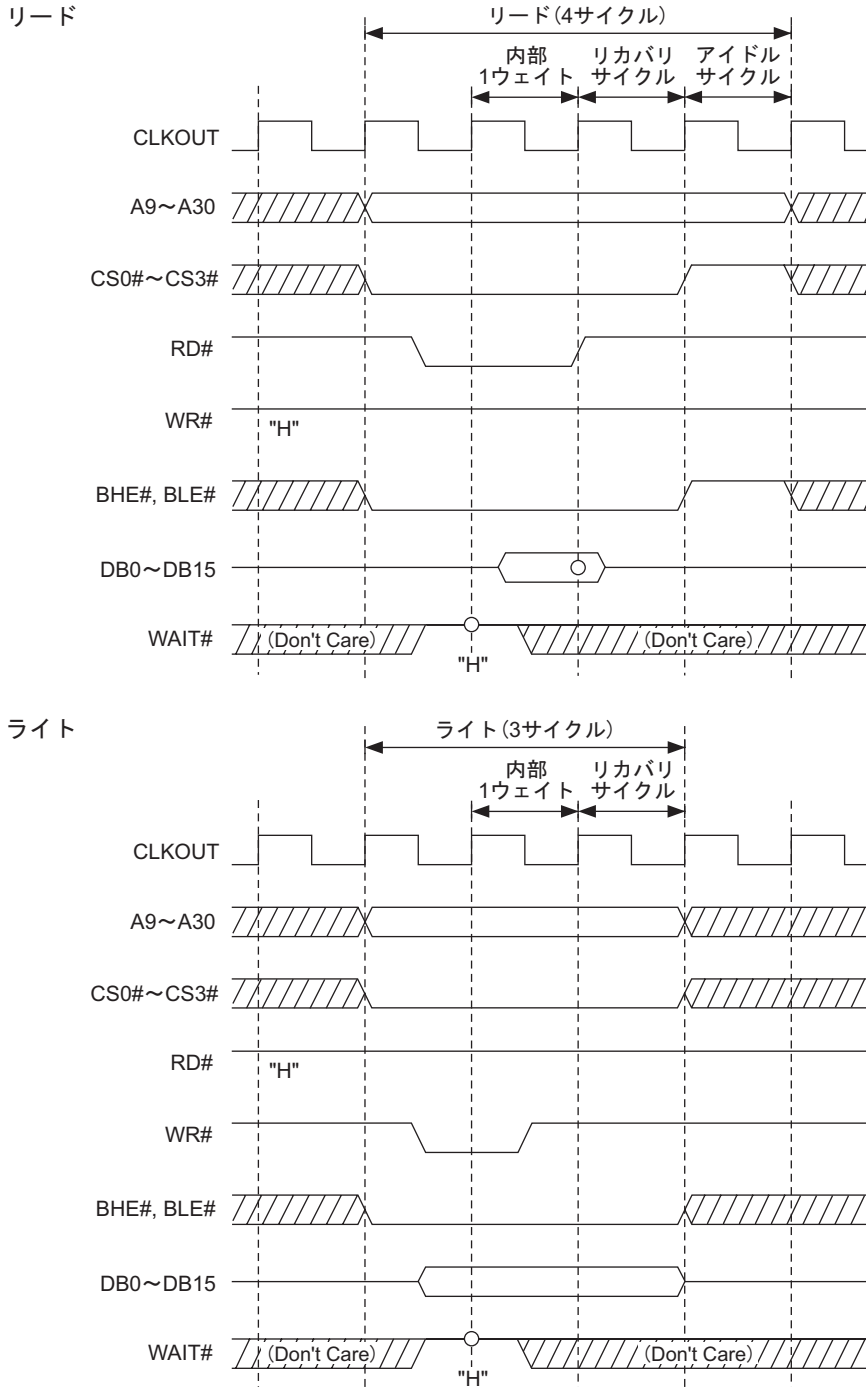 リード
リード(4サイクル)
内部
1ウェイト
リカバリ
サイクル
アイドル
サイクル
CLKOUT
A9～A30
CS0#～CS3#
RD#
WR#
"H"
BHE#, BLE#
DB0～DB15
WAIT#
(Don't Care)
(Don't Care)
"H"
ライト
ライト(3サイクル)
内部
1ウェイト
リカバリ
サイクル
CLKOUT
A9～A30
CS0#～CS3#
RD#
"H"
WR#
BHE#, BLE#
DB0～DB15
WAIT#
(Don't Care)
(Don't Care)
"H"